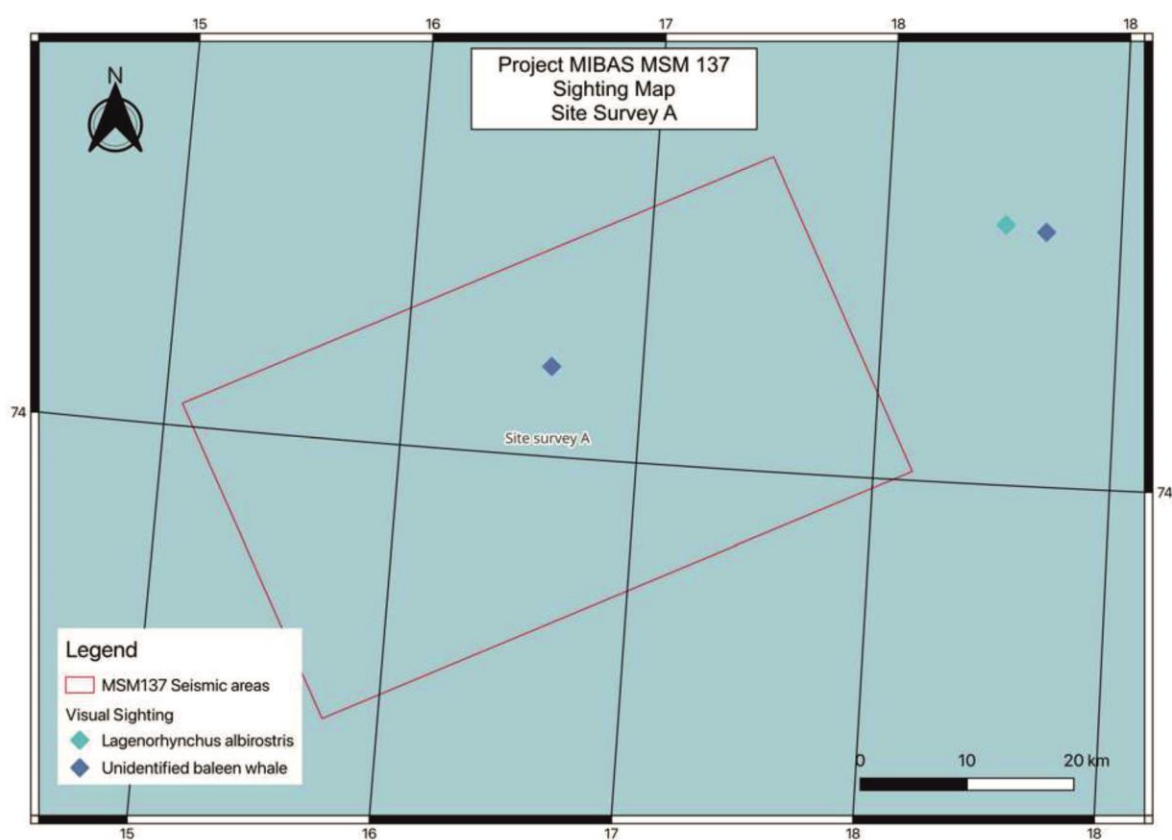 15 16 17 18 18
N
Project MIBAS MSM 137
Sighting Map
Site Survey A
74
Site survey A
74
Legend
MSM137 Seismic areas
Visual Sighting
Lagenorhynchus albirostris
Unidentified baleen whale
0 10 20 km
15 16 17 18 18